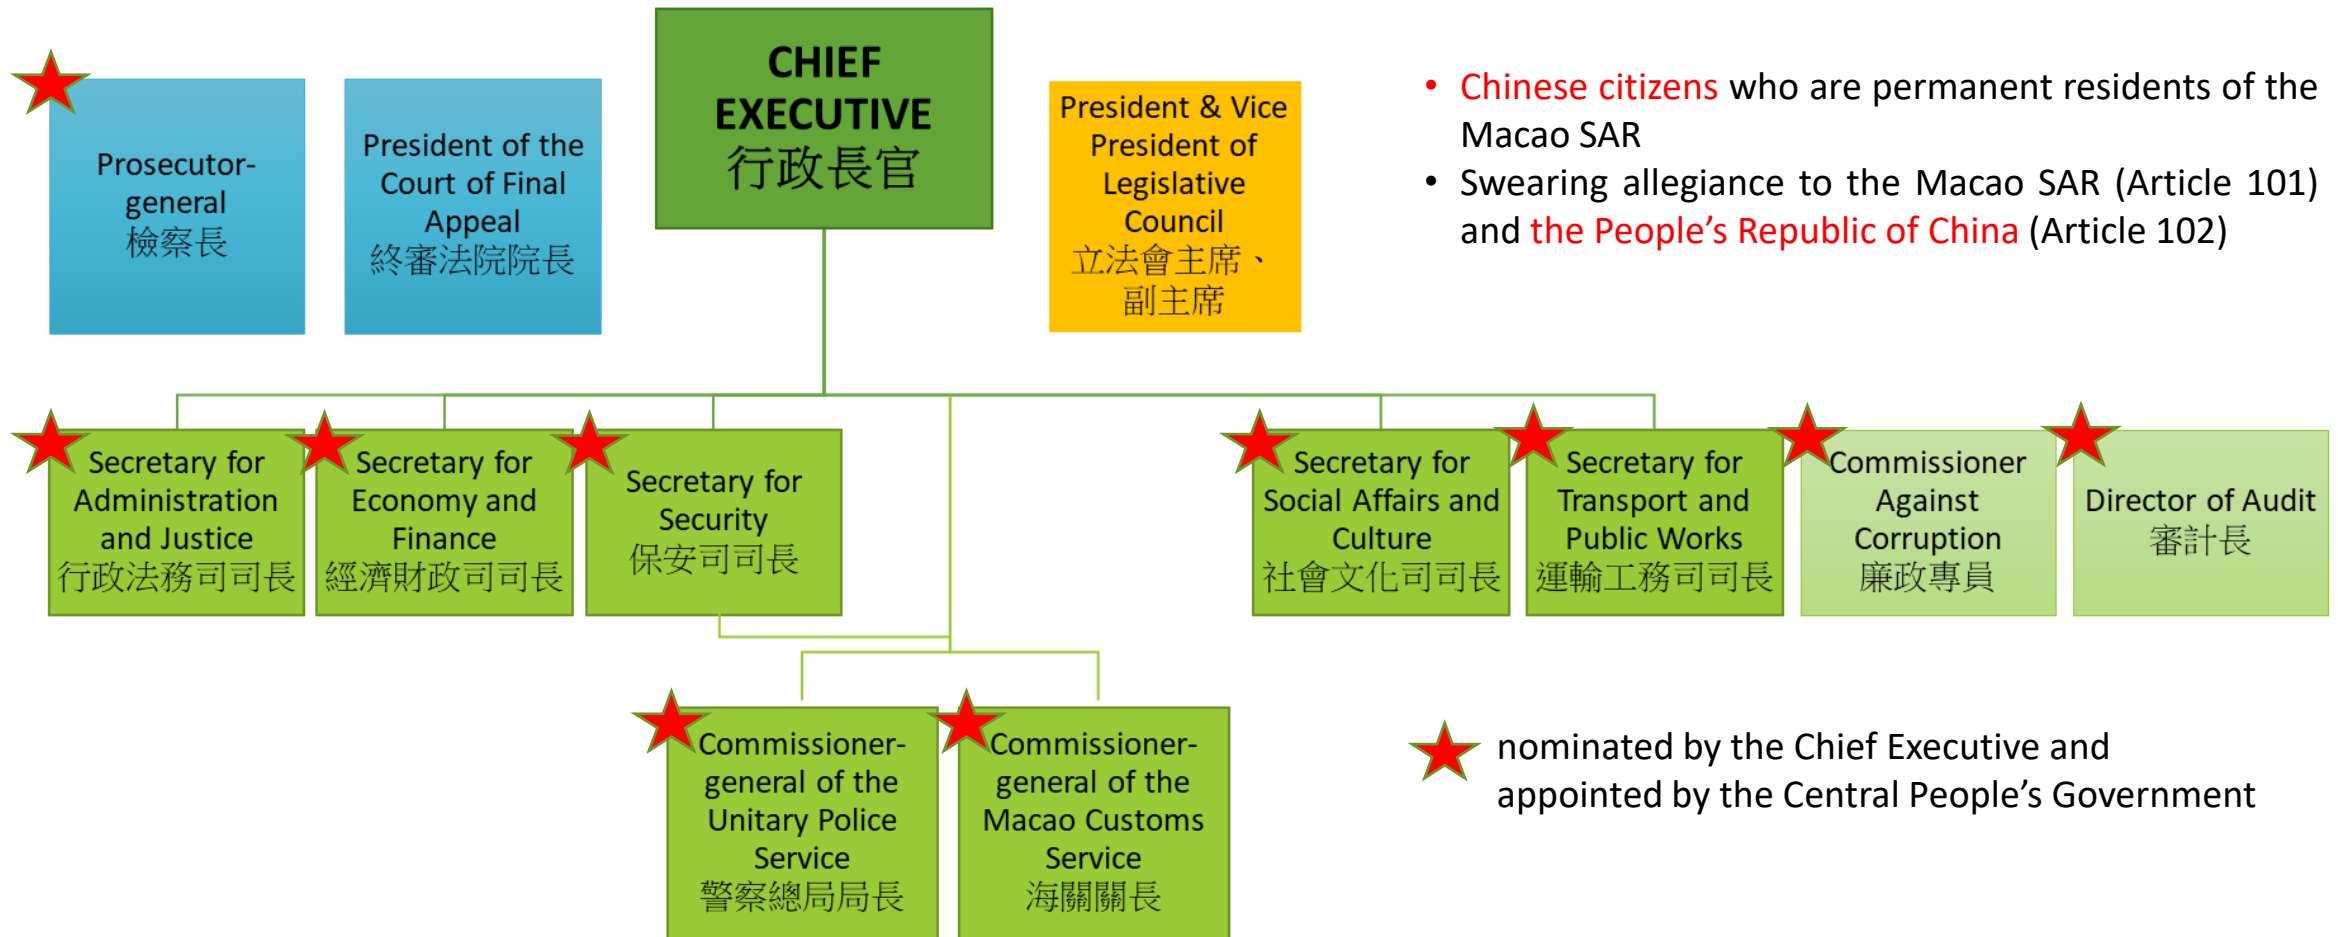 Prosecutor-
general
檢察長
President of the
Court of Final
Appeal
終審法院院長
CHIEF
EXECUTIVE
行政長官
President & Vice
President of
Legislative
Council
立法會主席、
副主席
• Chinese citizens who are permanent residents of the
Macao SAR
• Swearing allegiance to the Macao SAR (Article 101)
and the People's Republic of China (Article 102)
Secretary for
Administration
and Justice
行政法務司司長
Secretary for
Economy and
Finance
經濟財政司司長
Secretary for
Security
保安司司長
Secretary for
Social Affairs and
Culture
社會文化司司長
Secretary for
Transport and
Public Works
運輸工務司司長
Commissioner
Against
Corruption
廉政專員
Director of Audit
審計長
Commissioner-
general of the
Unitary Police
Service
警察總局局長
Commissioner-
general of the
Macao Customs
Service
海關關長
nominated by the Chief Executive and
appointed by the Central People's Government